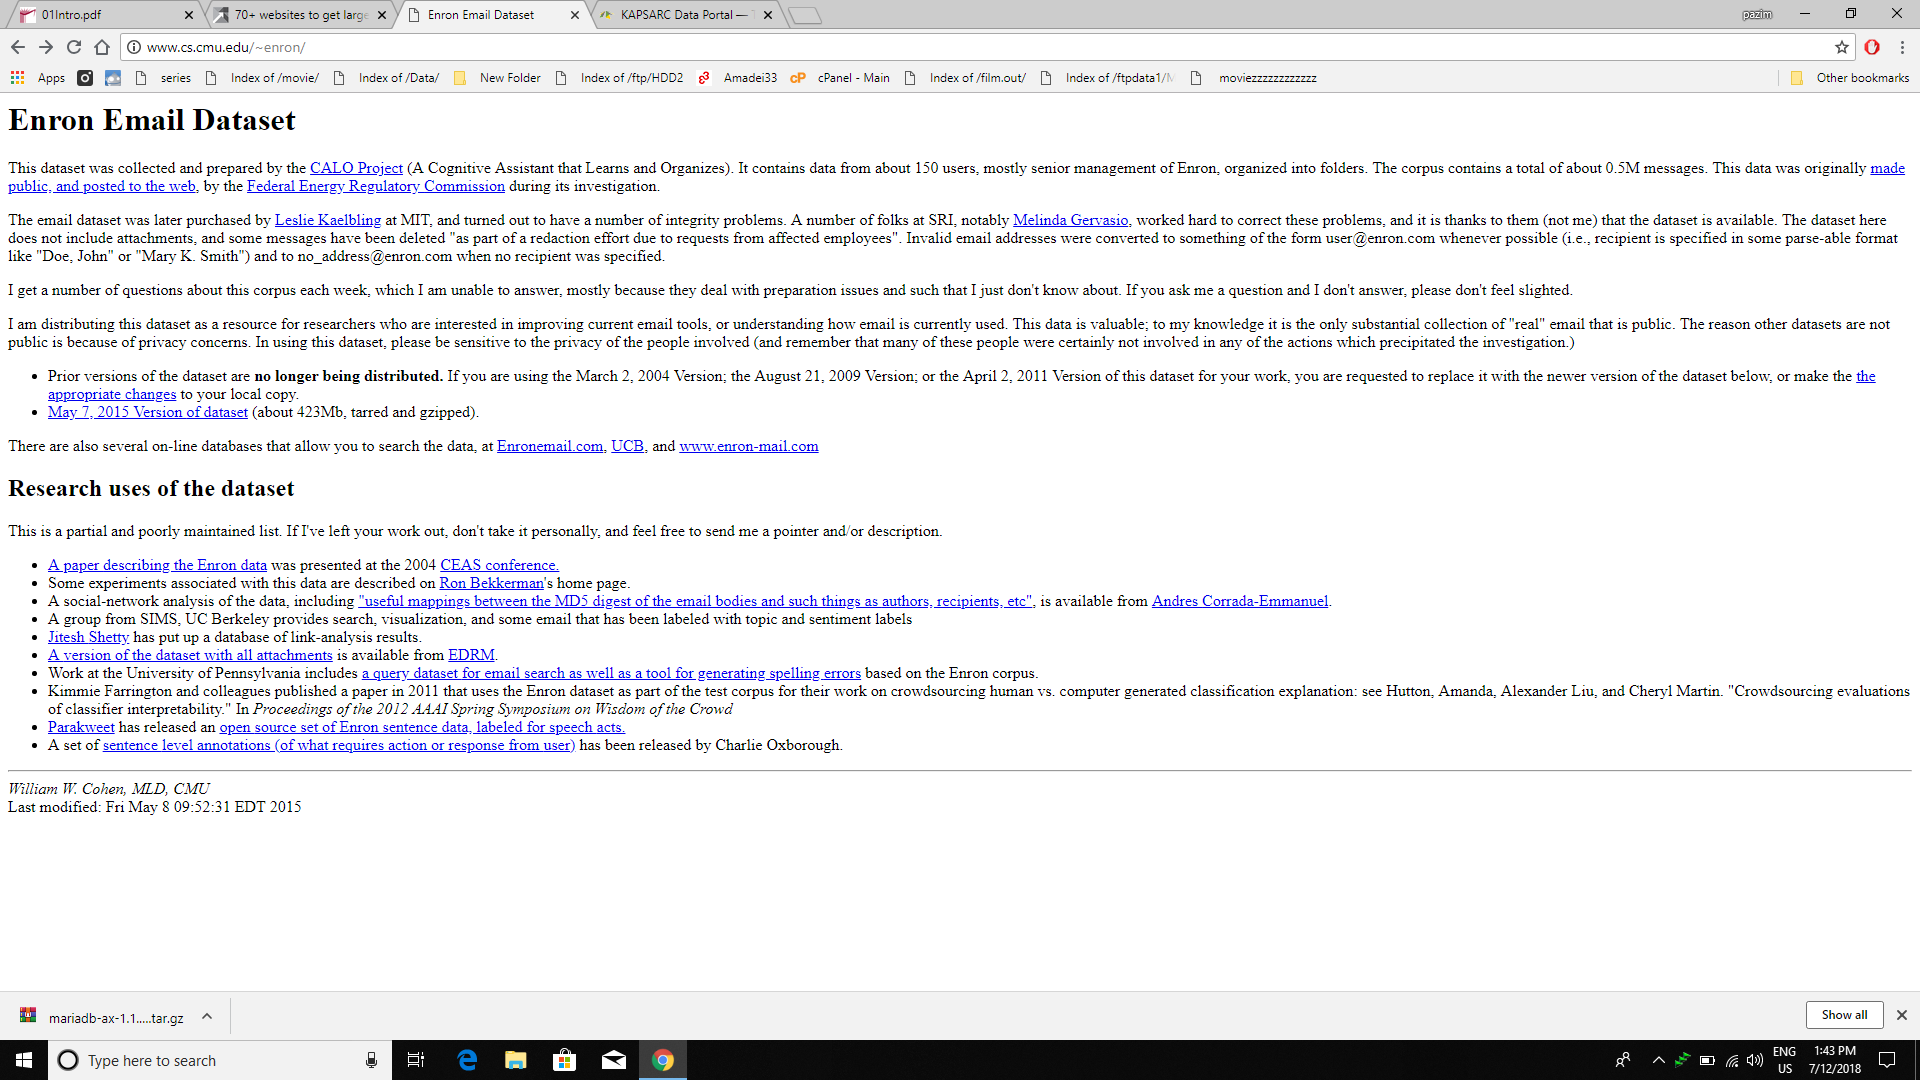 01Intro.pdf
70+ websites to get large
Enron Email Dataset
KAPSARC Data Portal —
pazim
www.cs.cmu.edu/~enron/
Apps
series
Index of /movie/
Index of /Data/
New Folder
Index of /ftp/HDD2
Amadei33
cPanel - Main
Index of /film.out/
Index of /ftpdata1/
moviezzzzzzzzzzzz
Other bookmarks
Enron Email Dataset
This dataset was collected and prepared by the CALO Project (A Cognitive Assistant that Learns and Organizes). It contains data from about 150 users, mostly senior management of Enron, organized into folders. The corpus contains a total of about 0.5M messages. This data was originally made
public, and posted to the web, by the Federal Energy Regulatory Commission during its investigation.
The email dataset was later purchased by Leslie Kaelbling at MIT, and turned out to have a number of integrity problems. A number of folks at SRI, notably Melinda Gervasio, worked hard to correct these problems, and it is thanks to them (not me) that the dataset is available. The dataset here
does not include attachments, and some messages have been deleted "as part of a redaction effort due to requests from affected employees". Invalid email addresses were converted to something of the form user@enron.com whenever possible (i.e., recipient is specified in some parse-able format
like "Doe, John" or "Mary K. Smith") and to no_address@enron.com when no recipient was specified.
I get a number of questions about this corpus each week, which I am unable to answer, mostly because they deal with preparation issues and such that I just don't know about. If you ask me a question and I don't answer, please don't feel slighted.
I am distributing this dataset as a resource for researchers who are interested in improving current email tools, or understanding how email is currently used. This data is valuable; to my knowledge it is the only substantial collection of "real" email that is public. The reason other datasets are not
public is because of privacy concerns. In using this dataset, please be sensitive to the privacy of the people involved (and remember that many of these people were certainly not involved in any of the actions which precipitated the investigation.)
• Prior versions of the dataset are no longer being distributed. If you are using the March 2, 2004 Version; the August 21, 2009 Version; or the April 2, 2011 Version of this dataset for your work, you are requested to replace it with the newer version of the dataset below, or make the the
appropriate changes to your local copy.
• May 7, 2015 Version of dataset (about 423Mb, tarred and gzipped).
There are also several on-line databases that allow you to search the data, at Enronemail.com, UCB, and www.enron-mail.com
Research uses of the dataset
This is a partial and poorly maintained list. If I've left your work out, don't take it personally, and feel free to send me a pointer and/or description.
• A paper describing the Enron data was presented at the 2004 CEAS conference.
• Some experiments associated with this data are described on Ron Bekkerman's home page.
• A social-network analysis of the data, including "useful mappings between the MD5 digest of the email bodies and such things as authors, recipients, etc", is available from Andres Corrada-Emmanuel.
• A group from SIMS, UC Berkeley provides search, visualization, and some email that has been labeled with topic and sentiment labels
• Jitesh Shetty has put up a database of link-analysis results.
• A version of the dataset with all attachments is available from EDRM.
• Work at the University of Pennsylvania includes a query dataset for email search as well as a tool for generating spelling errors based on the Enron corpus.
• Kimmie Farrington and colleagues published a paper in 2011 that uses the Enron dataset as part of the test corpus for their work on crowdsourcing human vs. computer generated classification explanation: see Hutton, Amanda, Alexander Liu, and Cheryl Martin. "Crowdsourcing evaluations
of classifier interpretability." In Proceedings of the 2012 AAAI Spring Symposium on Wisdom of the Crowd
• Parakweet has released an open source set of Enron sentence data, labeled for speech acts.
• A set of sentence level annotations (of what requires action or response from user) has been released by Charlie Oxborough.
William W. Cohen, MLD, CMU
Last modified: Fri May 8 09:52:31 EDT 2015
mariadb-ax-1.1.....tar.gz
Show all
Type here to search
ENG
US
1:43 PM
7/12/2018